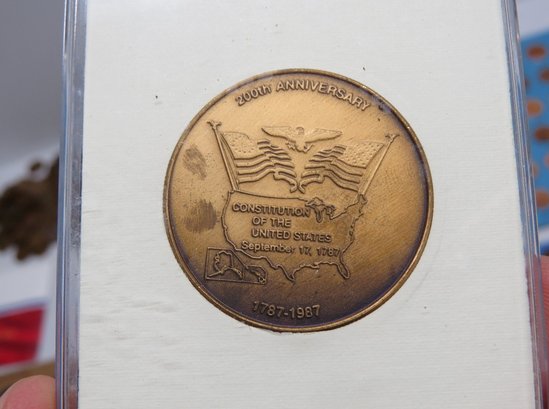 200th ANNIVERSARY
CONSTITUTION
OF THE
UNITED STATES
September 17, 1787
1787-1987